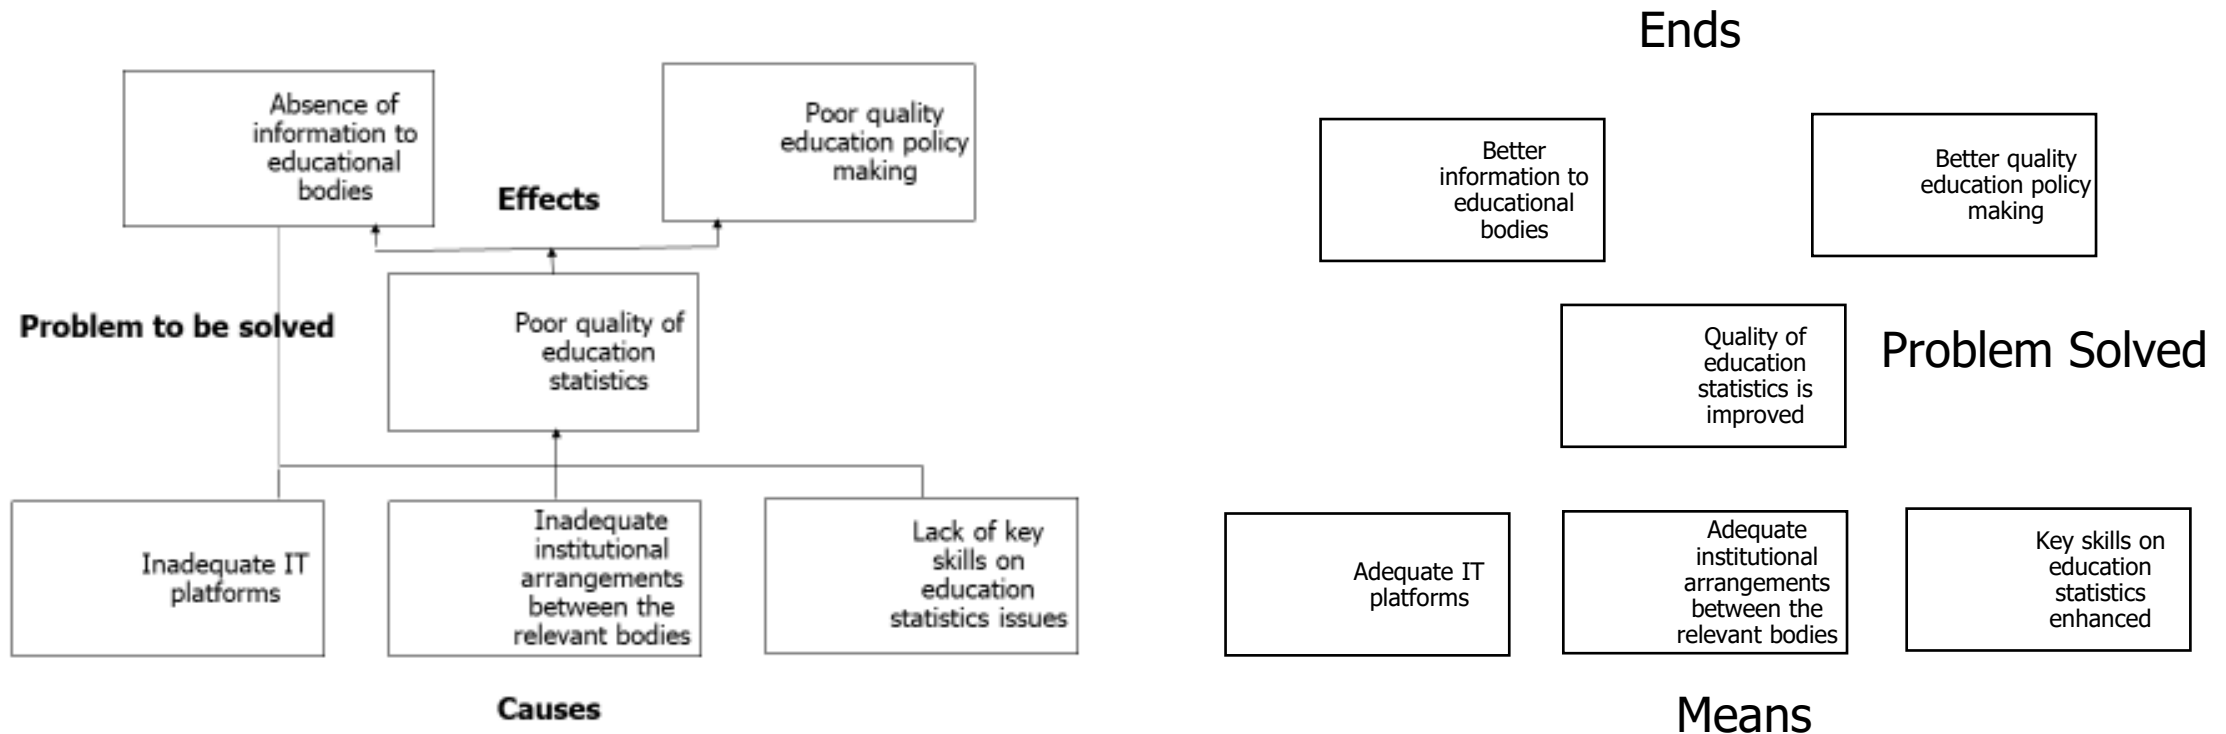 Absence of
information to
educational
bodies
Poor quality
education policy
making
Effects
Problem to be solved
Poor quality of
education
statistics
Inadequate IT
platforms
Inadequate
institutional
arrangements
between the
relevant bodies
Lack of key
skills on
education
statistics issues
Causes
Ends
Better
information to
educational
bodies
Better quality
education policy
making
Quality of
education
statistics is
improved
Problem Solved
Adequate IT
platforms
Adequate
institutional
arrangements
between the
relevant bodies
Key skills on
education
statistics
enhanced
Means